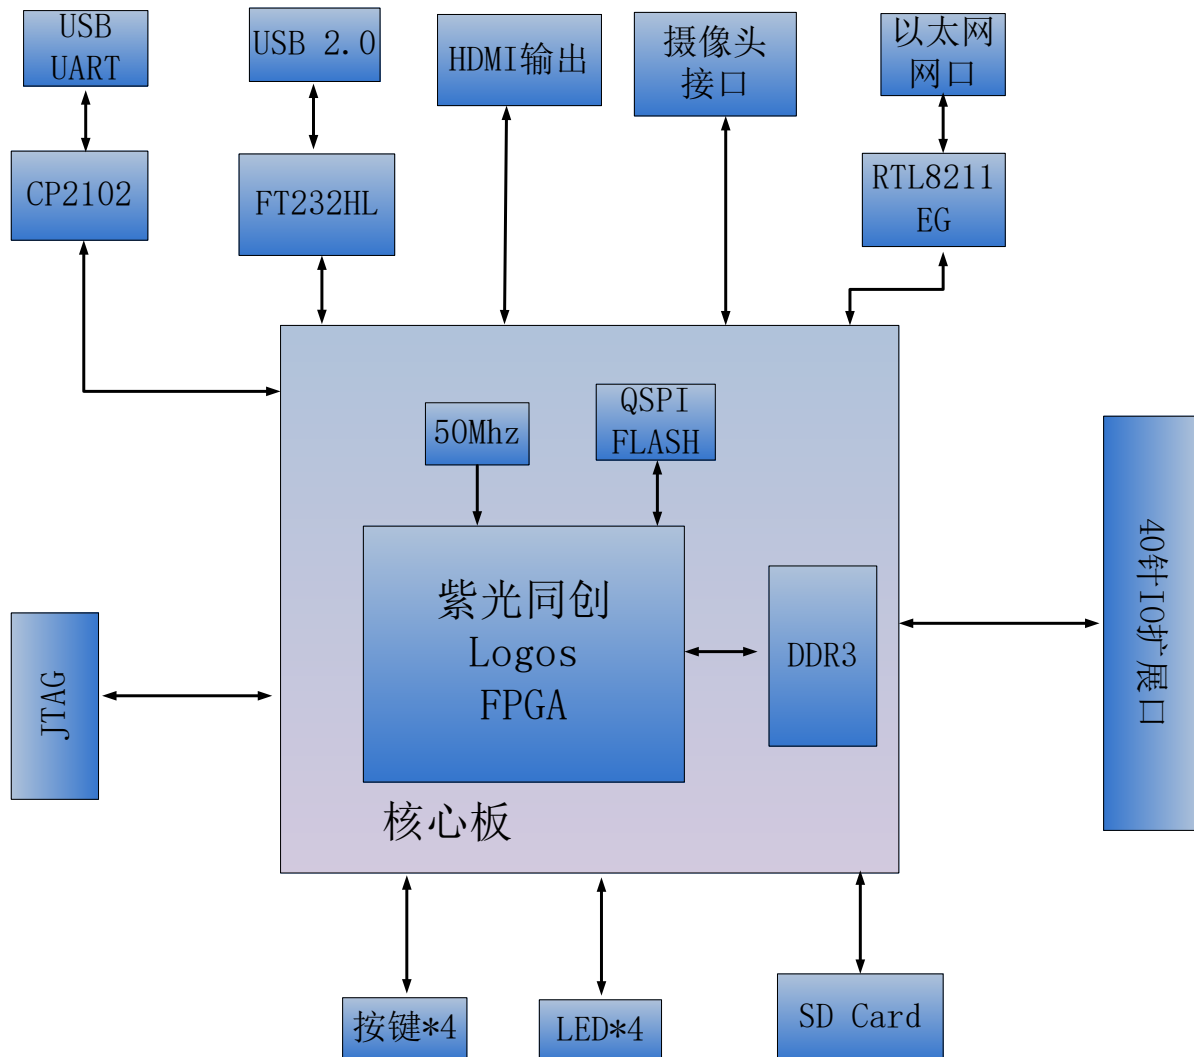 USB
UART
USB 2.0
HDMI输出
摄像头
接口
以太网
网口
CP2102
FT232HL
RTL8211
EG
50Mhz
QSPI
FLASH
紫光同创
Logos
FPGA
DDR3
核心板
JTAG
40针IO扩展口
按键*4
LED*4
SD Card